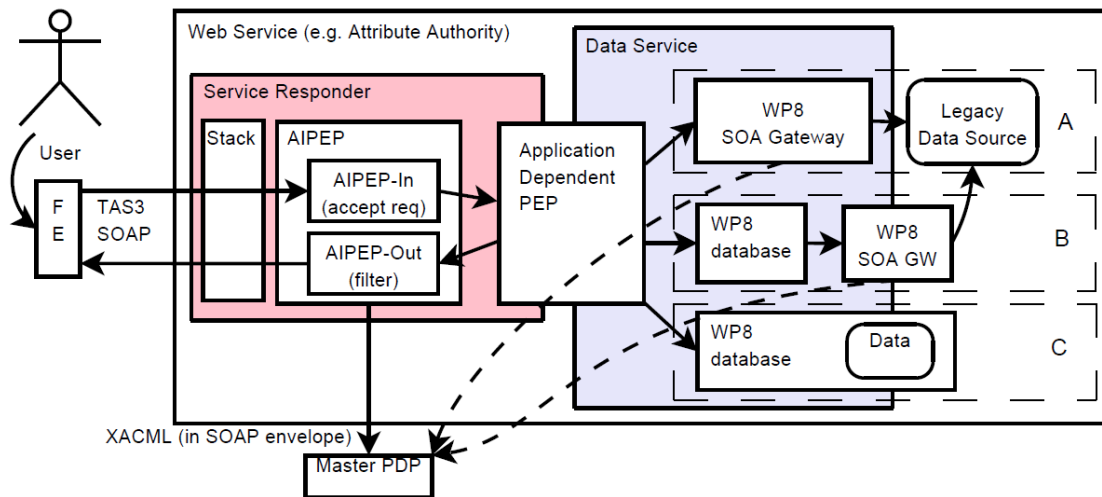 Web Service (e.g. Attribute Authority)
Data Service
Service Responder
Stack
AIPEP
AIPEP-In
(accept req)
AIPEP-Out
(filter)
Application
Dependent
PEP
WP8
SOA Gateway
Legacy
Data Source
A
User
F
E
TAS3
SOAP
WP8
database
WP8
SOA GW
B
WP8
database
Data
C
XACML (in SOAP envelope)
Master PDP